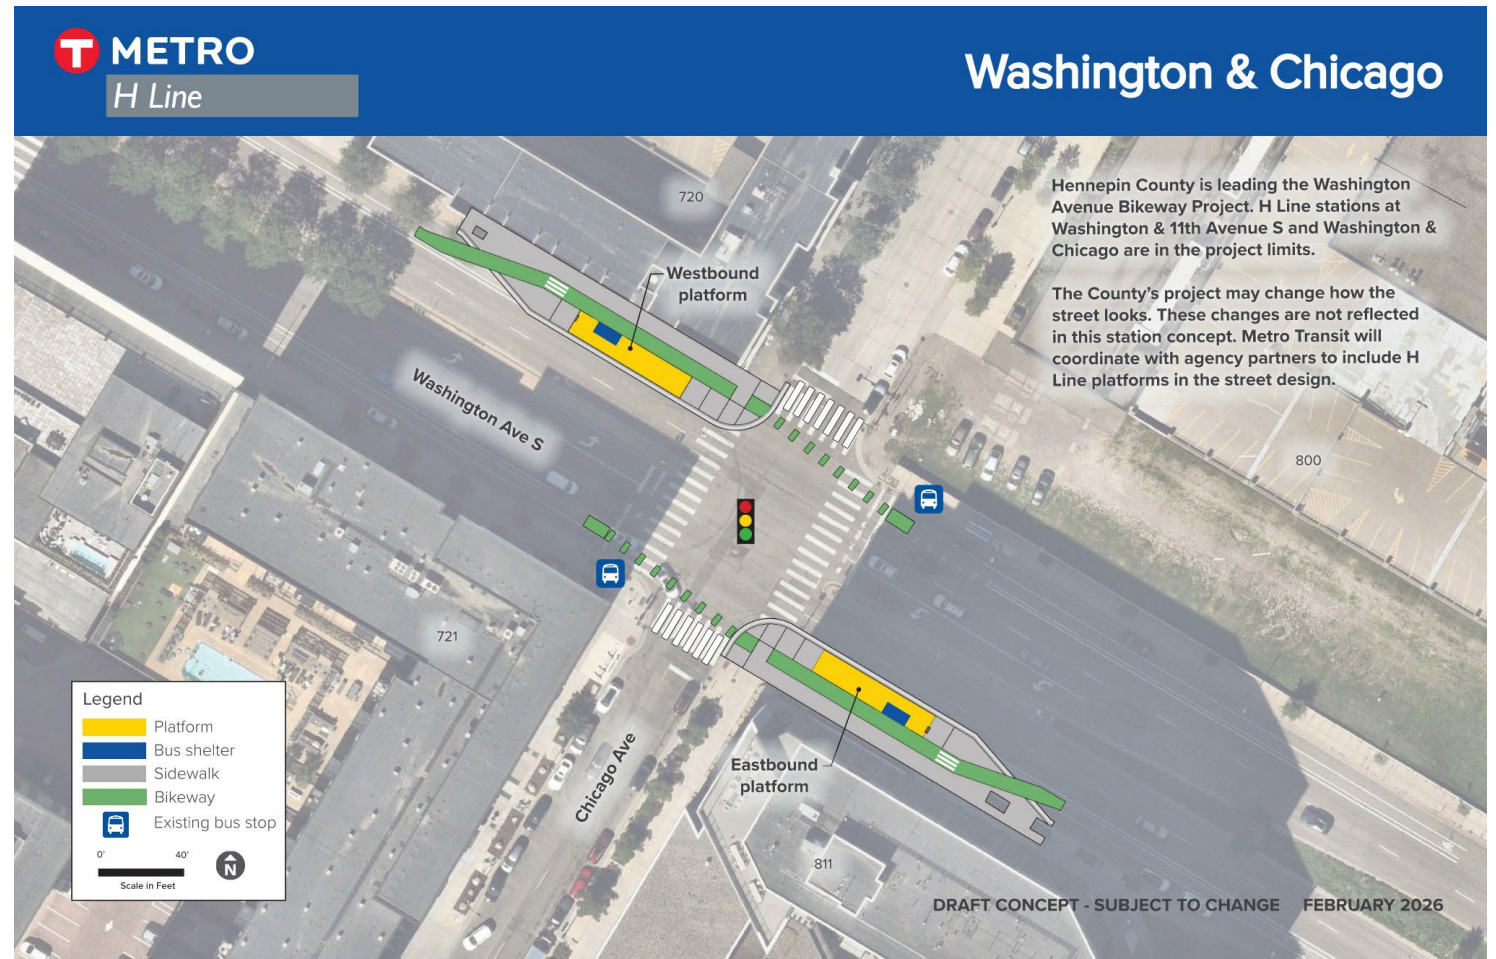 T METRO
H Line
Washington & Chicago
Hennepin County is leading the Washington
Avenue Bikeway Project. H Line stations at
Washington & 11th Avenue S and Washington &
Chicago are in the project limits.
The County's project may change how the
street looks. These changes are not reflected
in this station concept. Metro Transit will
coordinate with agency partners to include H
Line platforms in the street design.
720
Westbound
platform
Washington Ave S
800
721
Eastbound
platform
Chicago Ave
811
Legend
Platform
Bus shelter
Sidewalk
Bikeway
Existing bus stop
0' 40'
Scale in Feet
N
DRAFT CONCEPT - SUBJECT TO CHANGE FEBRUARY 2026